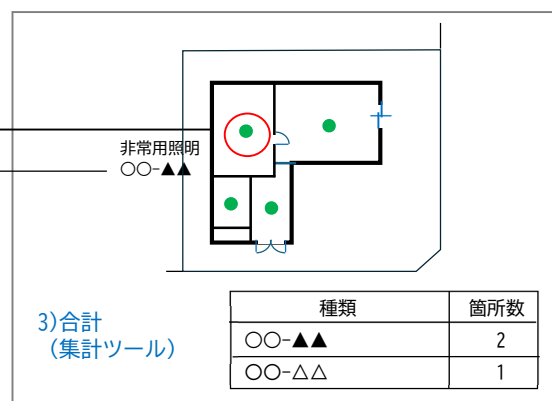 非常用照明
○○-▲▲
3)合計
（集計ツール）
種類 箇所数
○○-▲▲ 2
○○-△△ 1